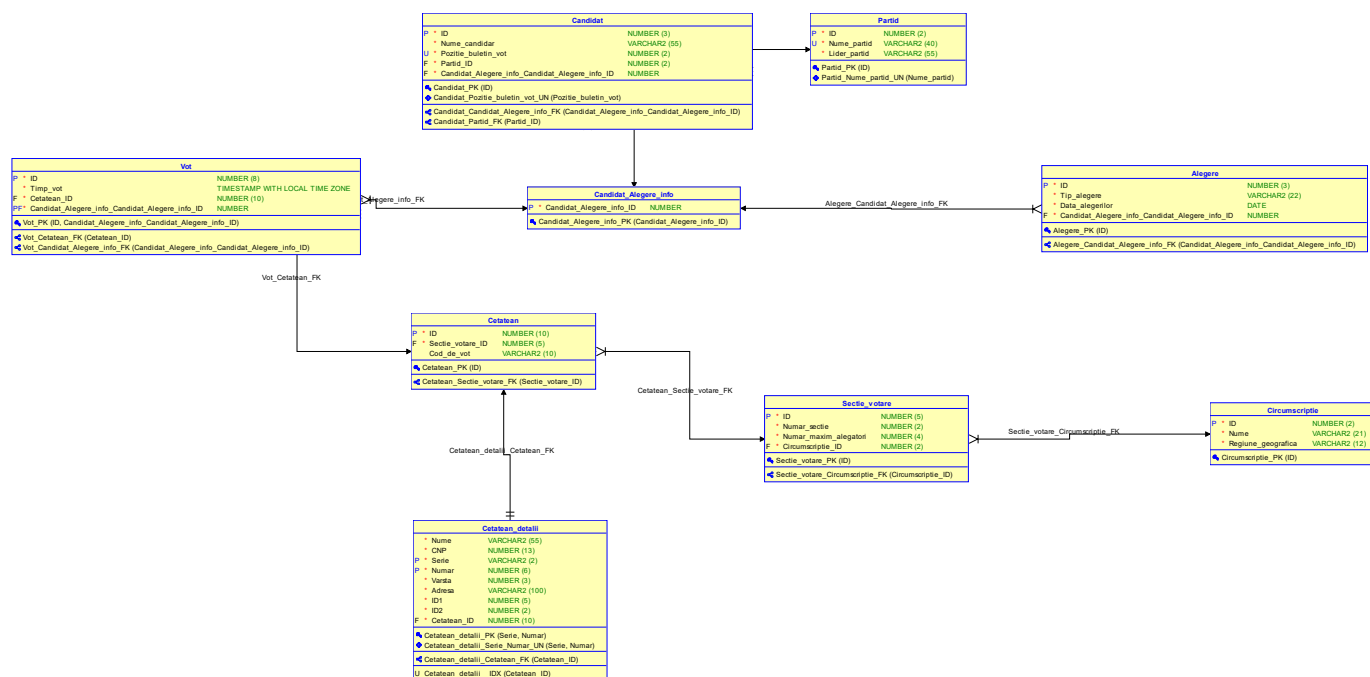 Candidat
P * ID NUMBER (3)
* Nume_candidar VARCHAR2 (55)
U * Pozitie_buletin_vot NUMBER (2)
F * Partid_ID NUMBER (2)
F * Candidat_Alegere_info_Candidat_Alegere_info_ID NUMBER
Candidat_PK (ID)
Candidat_Pozitie_buletin_vot_UN (Pozitie_buletin_vot)
Candidat_Candidat_Alegere_info_FK (Candidat_Alegere_info_Candidat_Alegere_info_ID)
Candidat_Partid_FK (Partid_ID)
Partid
P * ID NUMBER (2)
U * Nume_partid VARCHAR2 (40)
* Lider_partid VARCHAR2 (55)
Partid_PK (ID)
Partid_Nume_partid_UN (Nume_partid)
Vot
P * ID NUMBER (8)
* Timp_vot TIMESTAMP WITH LOCAL TIME ZONE
F * Cetatean_ID NUMBER (10)
PF* Candidat_Alegere_info_Candidat_Alegere_info_ID NUMBER
Vot_PK (ID, Candidat_Alegere_info_Candidat_Alegere_info_ID)
Vot_Cetatean_FK (Cetatean_ID)
Vot_Candidat_Alegere_info_FK (Candidat_Alegere_info_Candidat_Alegere_info_ID)
Alegere_info_FK
Candidat_Alegere_info
P * Candidat_Alegere_info_ID NUMBER
Candidat_Alegere_info_PK (Candidat_Alegere_info_ID)
Alegere_Candidat_Alegere_info_FK
Alegere
P * ID NUMBER (3)
* Tip_alegere VARCHAR2 (22)
* Data_alegerilor DATE
F * Candidat_Alegere_info_Candidat_Alegere_info_ID NUMBER
Alegere_PK (ID)
Alegere_Candidat_Alegere_info_FK (Candidat_Alegere_info_Candidat_Alegere_info_ID)
Vot_Cetatean_FK
Cetatean
P * ID NUMBER (10)
F * Sectie_votare_ID NUMBER (5)
Cod_de_vot VARCHAR2 (10)
Cetatean_PK (ID)
Cetatean_Sectie_votare_FK (Sectie_votare_ID)
Cetatean_Sectie_votare_FK
Sectie_votare
P * ID NUMBER (5)
* Numar_sectie NUMBER (2)
* Numar_maxim_alegatori NUMBER (4)
F * Circumscriptie_ID NUMBER (2)
Sectie_votare_PK (ID)
Sectie_votare_Circumscriptie_FK (Circumscriptie_ID)
Sectie_votare_Circumscriptie_FK
Circumscriptie
P * ID NUMBER (2)
* Nume VARCHAR2 (21)
* Regiune_geografica VARCHAR2 (12)
Circumscriptie_PK (ID)
Cetatean_detalii_Cetatean_FK
Cetatean_detalii
* Nume VARCHAR2 (55)
* CNP NUMBER (13)
P * Serie VARCHAR2 (2)
P * Numar NUMBER (6)
* Varsta NUMBER (3)
* Adresa VARCHAR2 (100)
* ID1 NUMBER (5)
* ID2 NUMBER (2)
F * Cetatean_ID NUMBER (10)
Cetatean_detalii_PK (Serie, Numar)
Cetatean_detalii_Serie_Numar_UN (Serie, Numar)
Cetatean_detalii_Cetatean_FK (Cetatean_ID)
U Cetatean_detalii__IDX (Cetatean_ID)